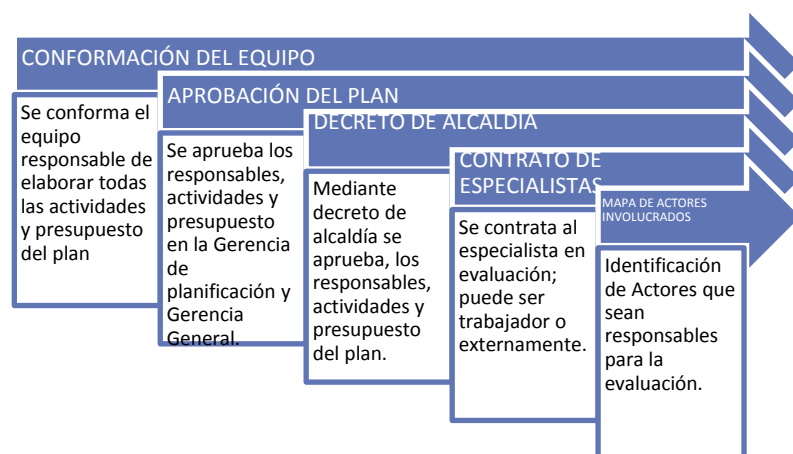 CONFORMACIÓN DEL EQUIPO
Se conforma el
equipo
responsable de
elaborar todas
las actividades
y presupuesto
del plan
APROBACIÓN DEL PLAN
Se aprueba los
responsables,
actividades y
presupuesto
en la Gerencia
de
planificación y
Gerencia
General.
DECRETO DE ALCALDÍA
Mediante
decreto de
alcaldía se
aprueba, los
responsables,
actividades y
presupuesto
del plan.
CONTRATO DE
ESPECIALISTAS
Se contrata al
especialista en
evaluación;
puede ser
trabajador o
externamente.
MAPA DE ACTORES
INVOLUCRADOS
Identificación
de Actores que
sean
responsables
para la
evaluación.